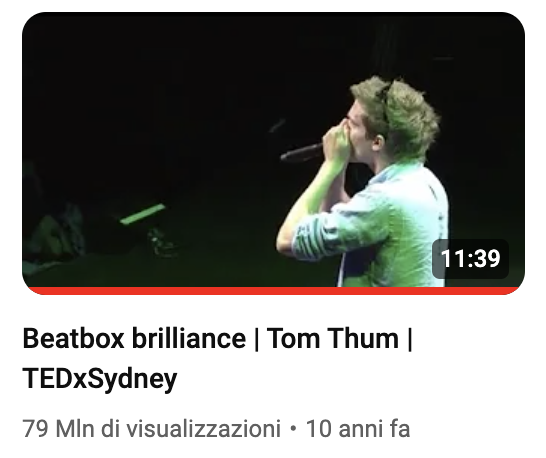 11:39
Beatbox brilliance | Tom Thum |
TEDxSydney
79 Mln di visualizzazioni • 10 anni fa